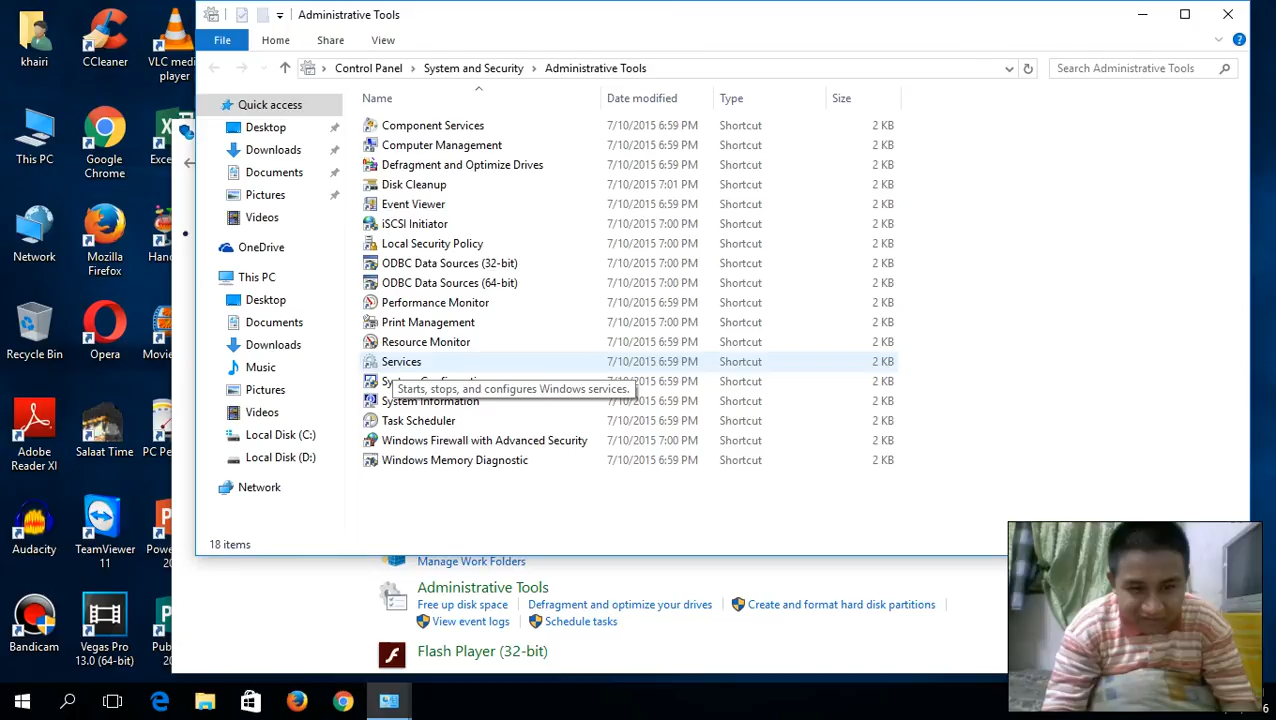 Administrative Tools
File Home Share View
Control Panel System and Security Administrative Tools
Search Administrative Tools
Name Date modified Type Size
Quick access
Desktop
Downloads
Documents
Pictures
Videos
OneDrive
This PC
Desktop
Documents
Downloads
Music
Pictures
Videos
Local Disk (C:)
Local Disk (D:)
Network
Component Services 7/10/2015 6:59 PM Shortcut 2 KB
Computer Management 7/10/2015 6:59 PM Shortcut 2 KB
Defragment and Optimize Drives 7/10/2015 6:59 PM Shortcut 2 KB
Disk Cleanup 7/10/2015 7:01 PM Shortcut 2 KB
Event Viewer 7/10/2015 6:59 PM Shortcut 2 KB
iSCSI Initiator 7/10/2015 7:00 PM Shortcut 2 KB
Local Security Policy 7/10/2015 7:00 PM Shortcut 2 KB
ODBC Data Sources (32-bit) 7/10/2015 7:00 PM Shortcut 2 KB
ODBC Data Sources (64-bit) 7/10/2015 7:00 PM Shortcut 2 KB
Performance Monitor 7/10/2015 6:59 PM Shortcut 2 KB
Print Management 7/10/2015 7:00 PM Shortcut 2 KB
Resource Monitor 7/10/2015 6:59 PM Shortcut 2 KB
Services 7/10/2015 6:59 PM Shortcut 2 KB
7/10/2015 6:59 PM Shortcut 2 KB
Starts, stops, and configures Windows services.
System Information 7/10/2015 6:59 PM Shortcut 2 KB
Task Scheduler 7/10/2015 6:59 PM Shortcut 2 KB
Windows Firewall with Advanced Security 7/10/2015 7:00 PM Shortcut 2 KB
Windows Memory Diagnostic 7/10/2015 6:59 PM Shortcut 2 KB
18 items
Manage Work Folders
Administrative Tools
Free up disk space Defragment and optimize your drives Create and format hard disk partitions
View event logs Schedule tasks
Flash Player (32-bit)
khairi
CCleaner
VLC media
player
This PC
Google
Chrome
Exce
Network
Mozilla
Firefox
Hanc
Recycle Bin
Opera
Movie
Adobe
Reader XI
Salaat Time
PC Pe
Audacity
TeamViewer
11
Powe
20
Bandicam
Vegas Pro
13.0 (64-bit)
Pub
20